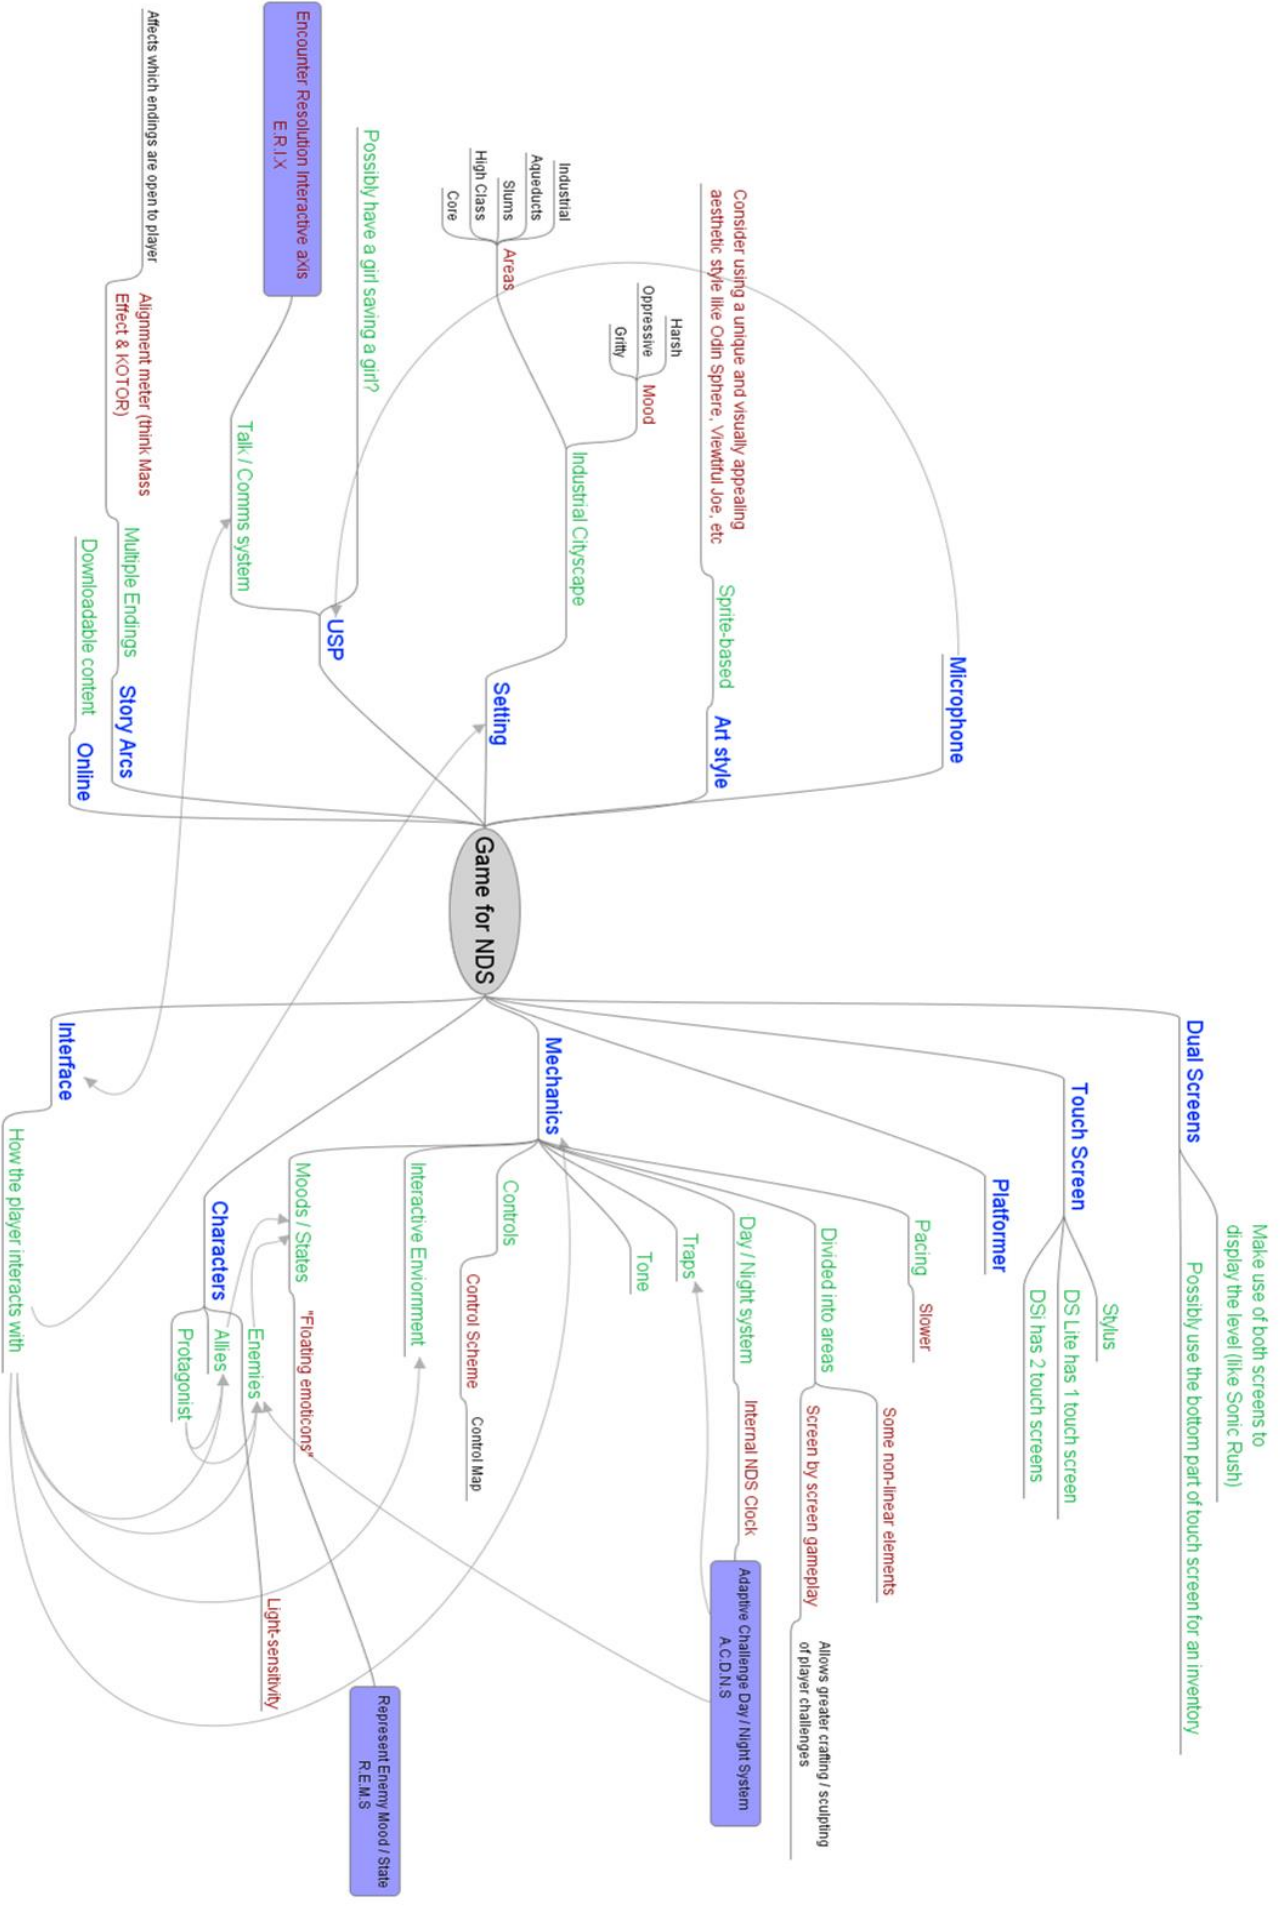 Game for NDS
Dual Screens
Make use of both screens to
display the level (like Sonic Rush)
Possibly use the bottom part of touch screen for an inventory
Touch Screen
Stylus
DS Lite has 1 touch screen
DSi has 2 touch screens
Platformer
Mechanics
Pacing
Slower
Divided into areas
Some non-linear elements
Screen by screen gameplay
Allows greater crafting / sculpting
of player challenges
Day / Night system
Internal NDS Clock
Adaptive Challenge Day / Night System
A.C.D.N.S
Traps
Tone
Controls
Control Scheme
Control Map
Interactive Enviornment
Moods / States
"Floating emoticons"
Represent Enemy Mood / State
R.E.M.S
Characters
Enemies
Light-sensitivity
Allies
Protagonist
Interface
How the player interacts with
Microphone
Art style
Sprite-based
Consider using a unique and visually appealing
aesthetic style like Odin Sphere, Viewtiful Joe, etc
Setting
Industrial Cityscape
Mood
Harsh
Oppressive
Gritty
Areas
Industrial
Aqueducts
Slums
High Class
Core
USP
Possibly have a girl saving a girl?
Talk / Comms system
Encounter Resolution Interactive aXis
E.R.I.X
Story Arcs
Multiple Endings
Alignment meter (think Mass
Effect & KOTOR)
Affects which endings are open to player
Online
Downloadable content